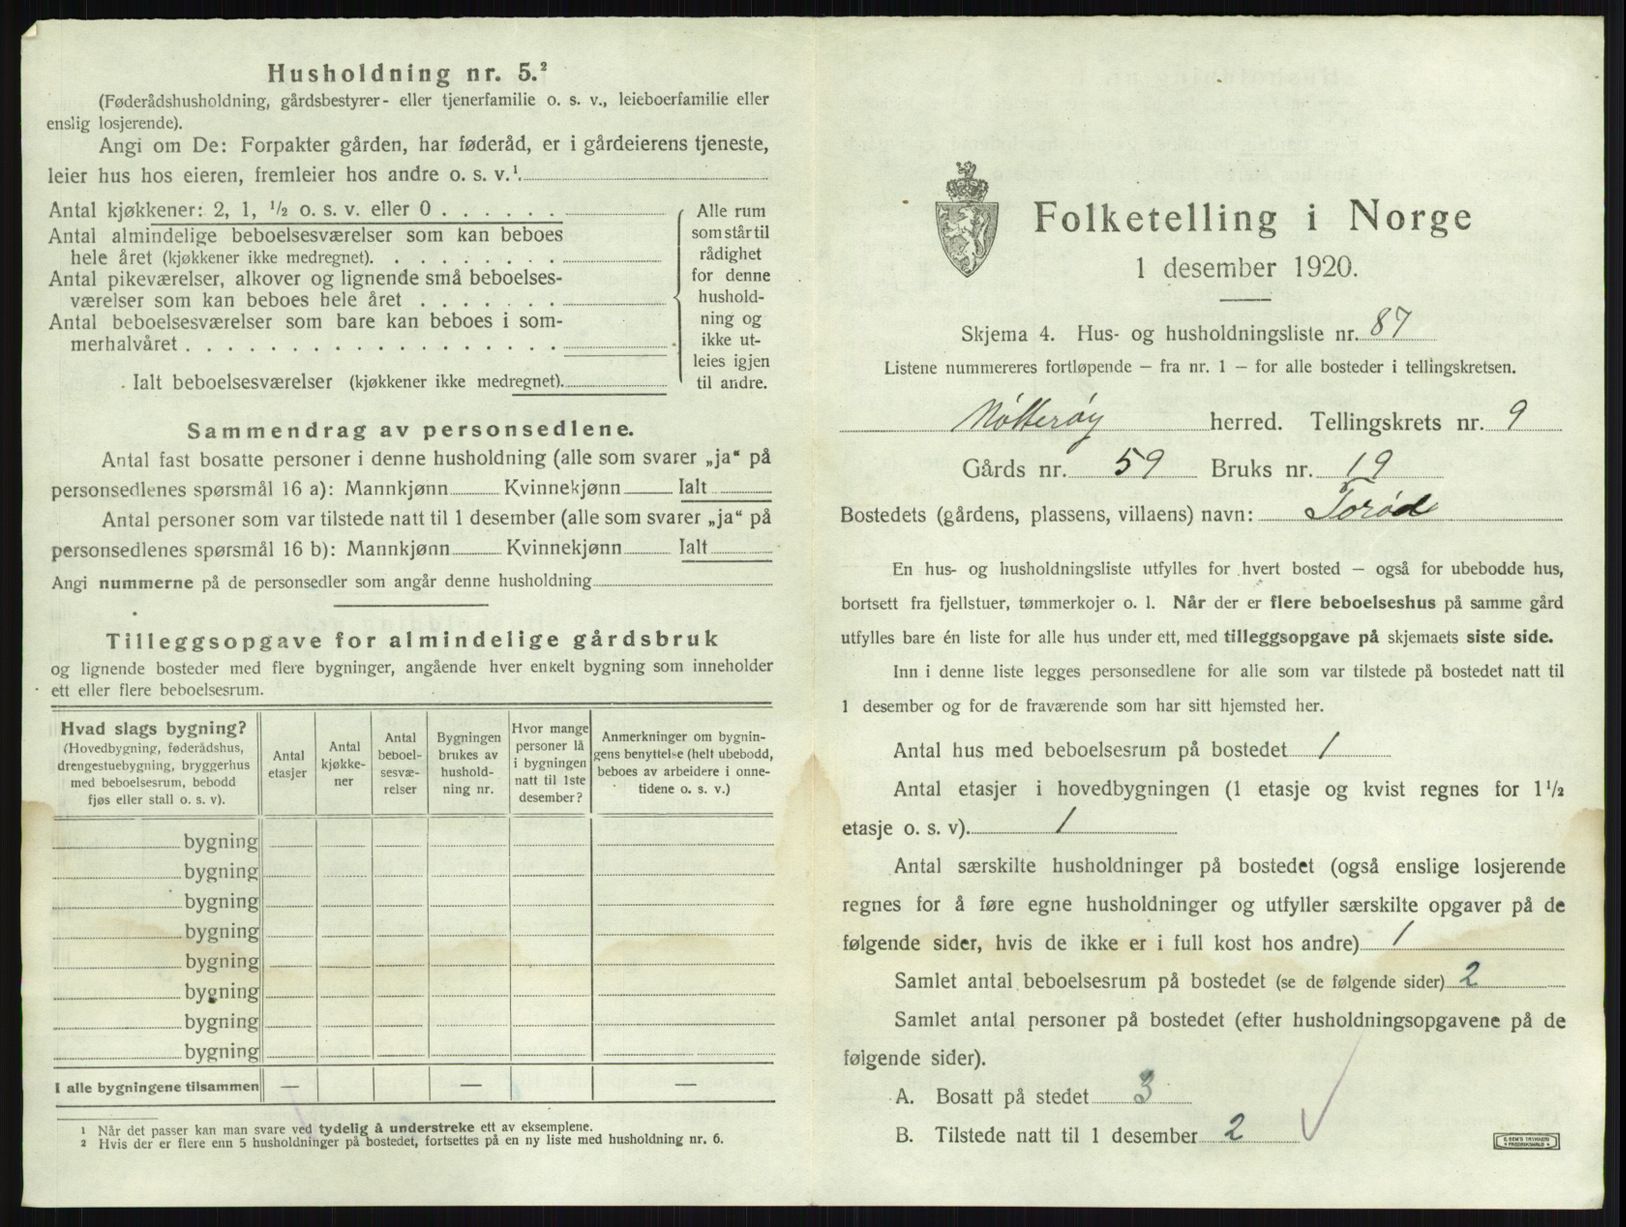 Husholdning nr. 5.²
(Føderådshusholdning, gårdsbestyrer- eller tjenerfamilie o. s. v., leieboerfamilie eller
enslig losjerende).
Angi om De: Forpakter gården, har føderåd, er i gårdeierens tjeneste,
leier hus hos eieren, fremleier hos andre o. s. v.¹.
Antal kjøkkener: 2, 1, ¹/₂ o. s. v. eller 0 . . . . . .
Antal almindelige beboelsesværelser som kan beboes
hele året (kjøkkener ikke medregnet). . . . . . . .
Antal pikeværelser, alkover og lignende små beboelses-
værelser som kan beboes hele året . . . . . . .
Antal beboelsesværelser som bare kan beboes i som-
merhalvåret . . . . . . . . . . . . . . .
Ialt beboelsesværelser (kjøkkener ikke medregnet).
Alle rum
som står til
rådighet
for denne
hushold-
ning og
ikke ut-
leies igjen
til andre.
Sammendrag av personsedlene.
Antal fast bosatte personer i denne husholdning (alle som svarer „ja“ på
personsedlenes spørsmål 16 a): Mannkjønn Kvinnekjønn Ialt
Antal personer som var tilstede natt til 1 desember (alle som svarer „ja“ på
personsedlenes spørsmål 16 b): Mannkjønn Kvinnekjønn Ialt
Angi nummerne på de personsedler som angår denne husholdning
Tilleggsopgave for almindelige gårdsbruk
og lignende bosteder med flere bygninger, angående hver enkelt bygning som inneholder
ett eller flere beboelsesrum.
Hvad slags bygning?
(Hovedbygning, føderådshus,
drengestuebygning, bryggerhus
med beboelsesrum, bebodd
fjøs eller stall o. s. v.).
Antal
etasjer
Antal
kjøkke-
ner
Antal
beboel-
sesvæ-
relser
Bygningen
brukes av
hushold-
ning nr.
Hvor mange
personer lå
i bygningen
natt til 1ste
desember?
Anmerkninger om bygnin-
gens benyttelse (helt ubebodd,
beboes av arbeidere i onne-
tidene o. s. v.)
bygning
bygning
bygning
bygning
bygning
bygning
bygning
bygning
I alle bygningene tilsammen — — —
¹ Når det passer kan man svare ved tydelig å understreke ett av eksemplene.
² Hvis der er flere enn 5 husholdninger på bostedet, fortsettes på en ny liste med husholdning nr. 6.
Folketelling i Norge
1 desember 1920.
Skjema 4. Hus- og husholdningsliste nr. 87
Listene nummereres fortløpende — fra nr. 1 — for alle bosteder i tellingskretsen.
Nøtterøy herred. Tellingskrets nr. 9
Gårds nr. 59 Bruks nr. 19
Bostedets (gårdens, plassens, villaens) navn: Torød
En hus- og husholdningsliste utfylles for hvert bosted — også for ubebodde hus,
bortsett fra fjellstuer, tømmerkojer o. l. Når der er flere beboelseshus på samme gård
utfylles bare én liste for alle hus under ett, med tilleggsopgave på skjemaets siste side.
Inn i denne liste legges personsedlene for alle som var tilstede på bostedet natt til
1 desember og for de fraværende som har sitt hjemsted her.
Antal hus med beboelsesrum på bostedet 1
Antal etasjer i hovedbygningen (1 etasje og kvist regnes for 1¹/₂
etasje o. s. v). 1
Antal særskilte husholdninger på bostedet (også enslige losjerende
regnes for å føre egne husholdninger og utfyller særskilte opgaver på de
følgende sider, hvis de ikke er i full kost hos andre) 1
Samlet antal beboelsesrum på bostedet (se de følgende sider) 2
Samlet antal personer på bostedet (efter husholdningsopgavene på de
følgende sider).
A. Bosatt på stedet 3
B. Tilstede natt til 1 desember 2